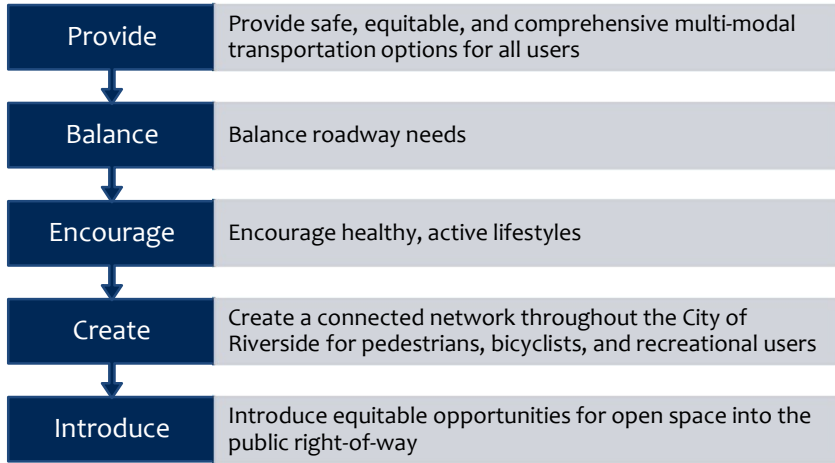 Provide
Provide safe, equitable, and comprehensive multi-modal
transportation options for all users
Balance
Balance roadway needs
Encourage
Encourage healthy, active lifestyles
Create
Create a connected network throughout the City of
Riverside for pedestrians, bicyclists, and recreational users
Introduce
Introduce equitable opportunities for open space into the
public right-of-way